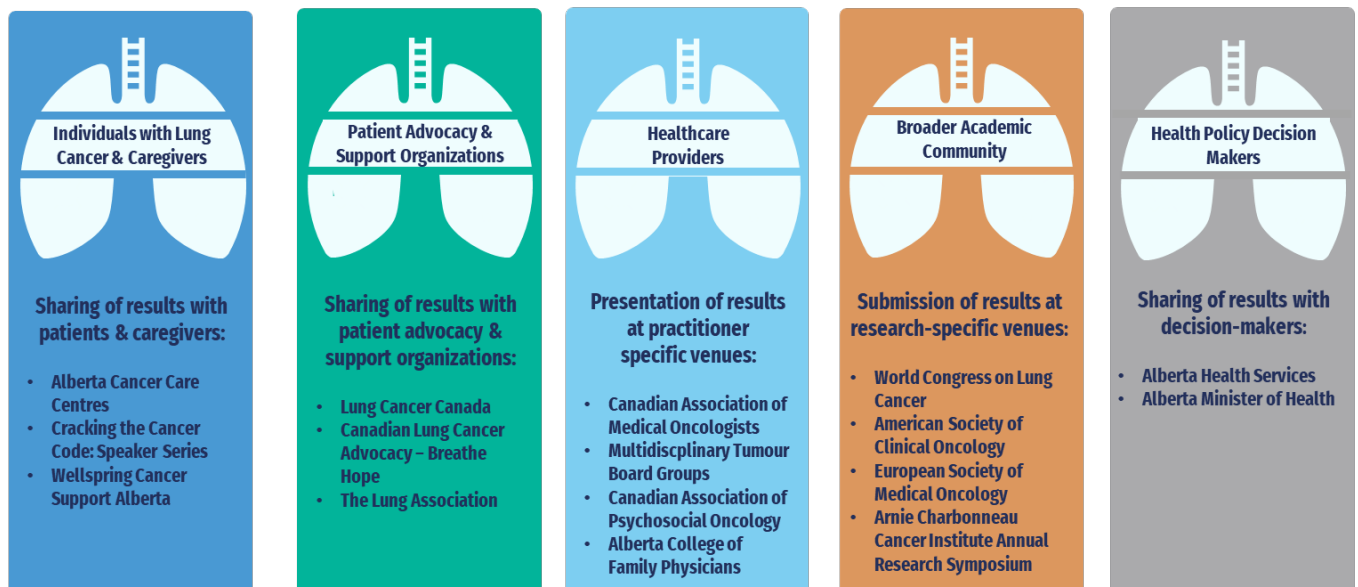 Individuals with Lung
Cancer & Caregivers
Sharing of results with
patients & caregivers:
• Alberta Cancer Care
Centres
• Cracking the Cancer
Code: Speaker Series
• Wellspring Cancer
Support Alberta
Patient Advocacy &
Support Organizations
Sharing of results with
patient advocacy &
support organizations:
• Lung Cancer Canada
• Canadian Lung Cancer
Advocacy – Breathe
Hope
• The Lung Association
Healthcare
Providers
Presentation of results
at practitioner
specific venues:
• Canadian Association of
Medical Oncologists
• Multidiscplinary Tumour
Board Groups
• Canadian Association of
Psychosocial Oncology
• Alberta College of
Family Physicians
Broader Academic
Community
Submission of results at
research-specific venues:
• World Congress on Lung
Cancer
• American Society of
Clinical Oncology
• European Society of
Medical Oncology
• Arnie Charbonneau
Cancer Institute Annual
Research Symposium
Health Policy Decision
Makers
Sharing of results with
decision-makers:
• Alberta Health Services
• Alberta Minister of Health